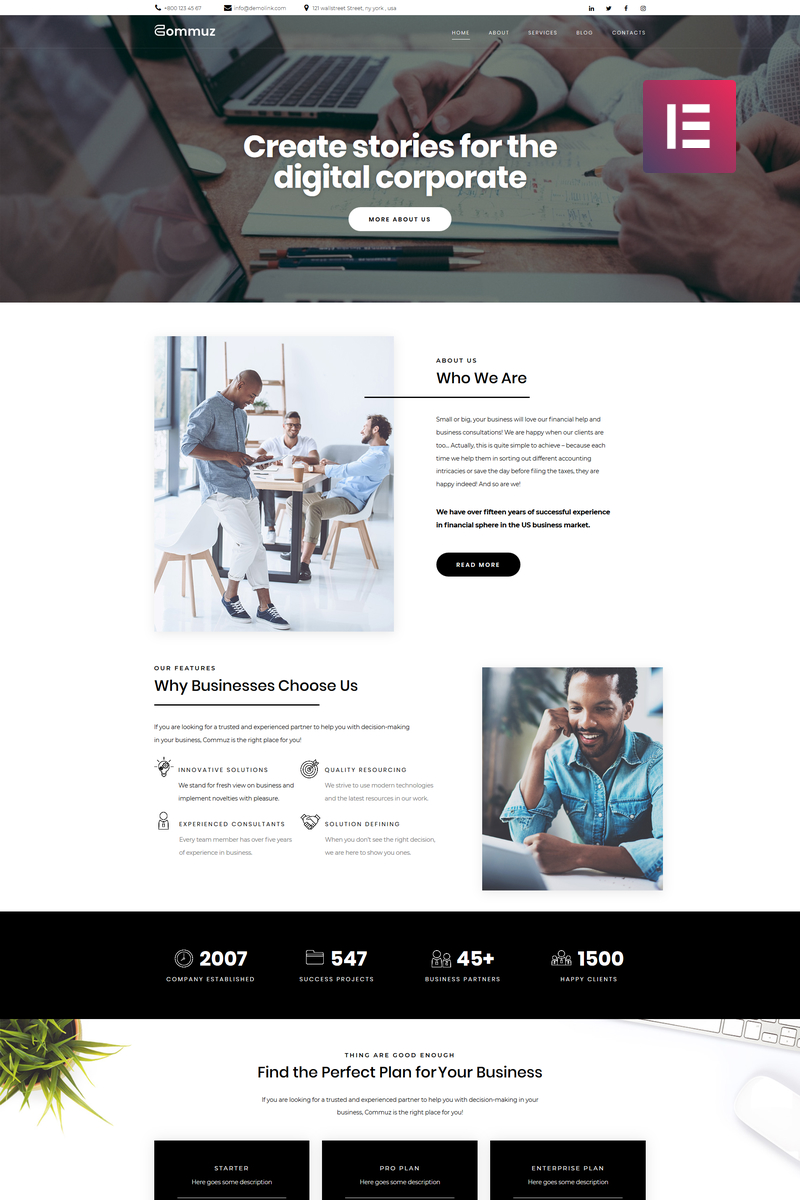 +800 123 45 67
info@demolink.com
121 wallstreet Street, ny york , usa
Commuz
HOME
ABOUT
SERVICES
BLOG
CONTACTS
Create stories for the
digital corporate
MORE ABOUT US
ABOUT US
Who We Are
Small or big, your business will love our financial help and
business consultations! We are happy when our clients are
too... Actually, this is quite simple to achieve – because each
time we help them in sorting out different accounting
intricacies or save the day before filing the taxes, they are
happy indeed! And so are we!
We have over fifteen years of successful experience
in financial sphere in the US business market.
READ MORE
OUR FEATURES
Why Businesses Choose Us
If you are looking for a trusted and experienced partner to help you with decision-making
in your business, Commuz is the right place for you!
INNOVATIVE SOLUTIONS
We stand for fresh view on business and
implement novelties with pleasure.
QUALITY RESOURCING
We strive to use modern technologies
and the latest resources in our work.
EXPERIENCED CONSULTANTS
Every team member has over five years
of experience in business.
SOLUTION DEFINING
When you don't see the right decision,
we are here to show you ones.
2007
COMPANY ESTABLISHED
547
SUCCESS PROJECTS
45+
BUSINESS PARTNERS
1500
HAPPY CLIENTS
THING ARE GOOD ENOUGH
Find the Perfect Plan for Your Business
If you are looking for a trusted and experienced partner to help you with decision-making in your
business, Commuz is the right place for you!
STARTER
Here goes some description
PRO PLAN
Here goes some description
ENTERPRISE PLAN
Here goes some description